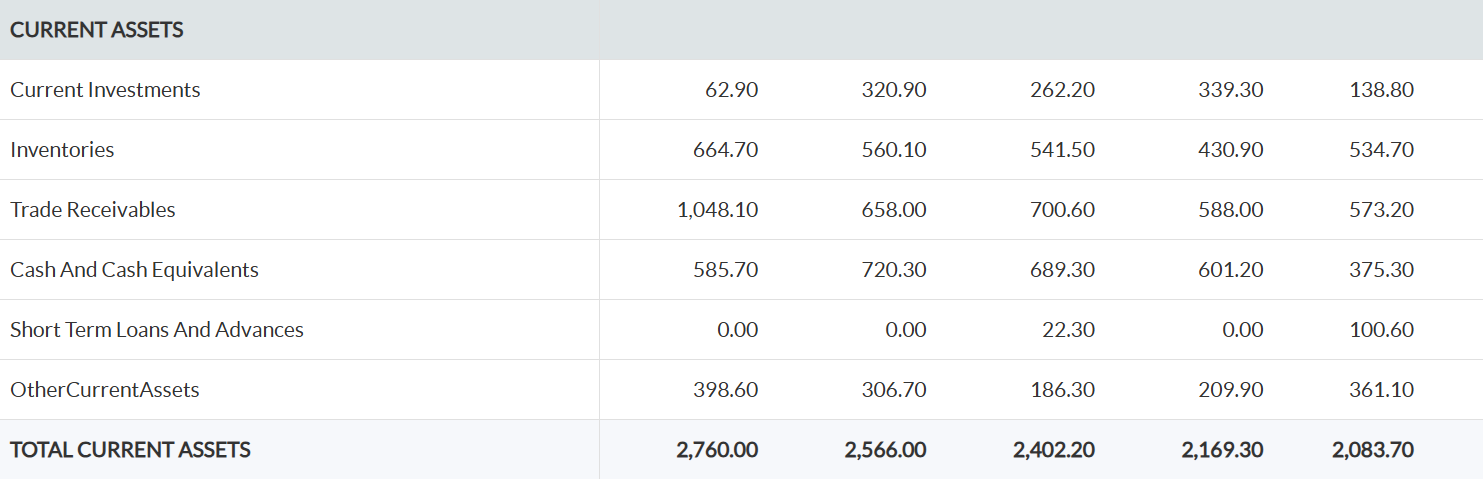 CURRENT ASSETS
Current Investments 62.90 320.90 262.20 339.30 138.80
Inventories 664.70 560.10 541.50 430.90 534.70
Trade Receivables 1,048.10 658.00 700.60 588.00 573.20
Cash And Cash Equivalents 585.70 720.30 689.30 601.20 375.30
Short Term Loans And Advances 0.00 0.00 22.30 0.00 100.60
OtherCurrentAssets 398.60 306.70 186.30 209.90 361.10
TOTAL CURRENT ASSETS 2,760.00 2,566.00 2,402.20 2,169.30 2,083.70